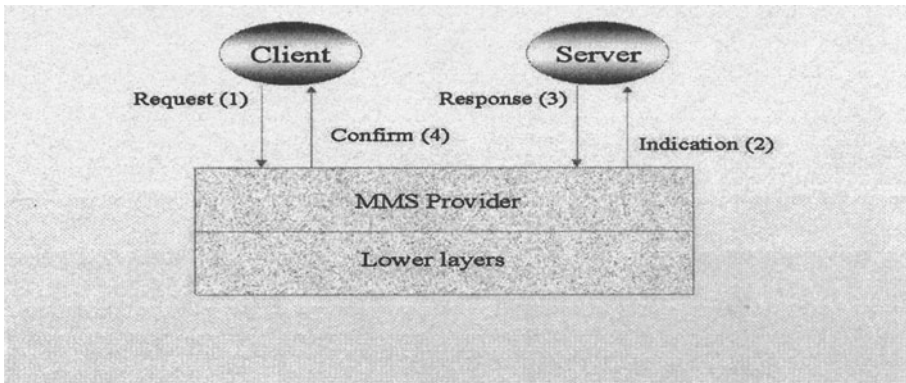 Client
Server
Request (1)
Response (3)
Confirm (4)
Indication (2)
MMS Provider
Lower layers